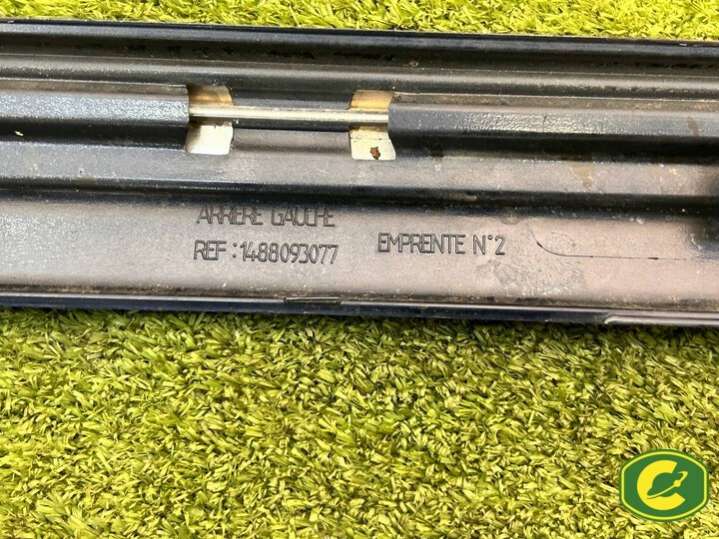 ARRIERE GAUCHE
REF:1488093077
EMPREINTE N°2